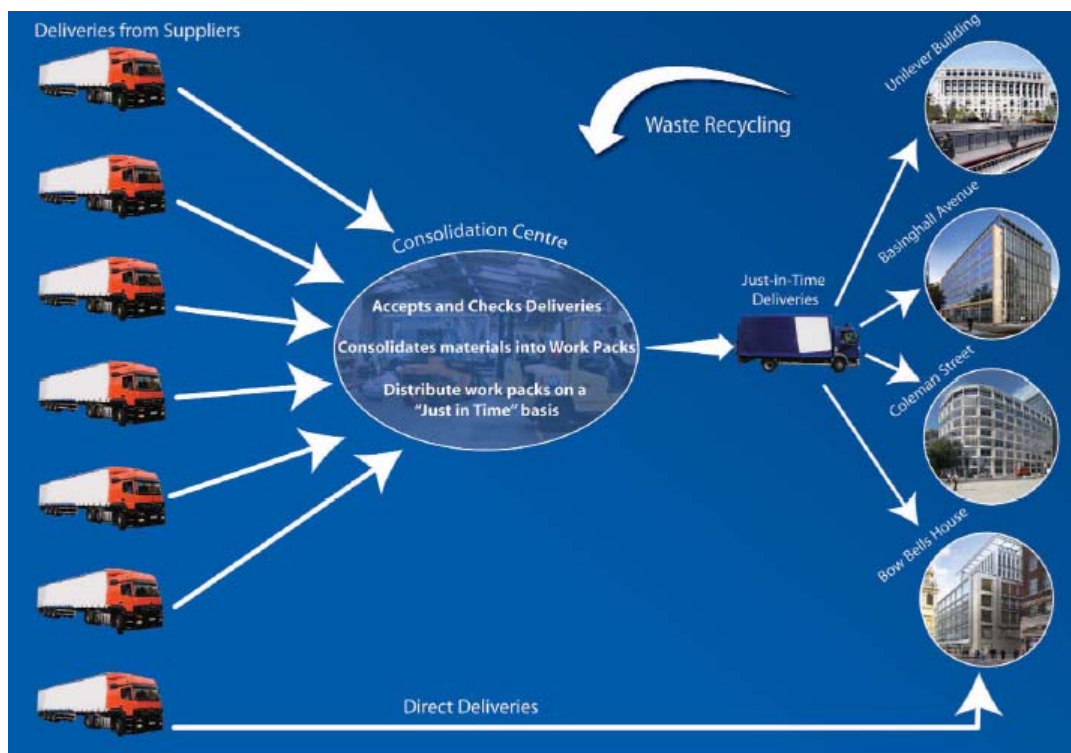 Deliveries from Suppliers
Waste Recycling
Unilever Building
Consolidation Centre
Accepts and Checks Deliveries
Consolidates materials into Work Packs
Distribute work packs on a
"Just in Time" basis
Just-in-Time
Deliveries
Basinghall Avenue
Coleman Street
Bow Bells House
Direct Deliveries